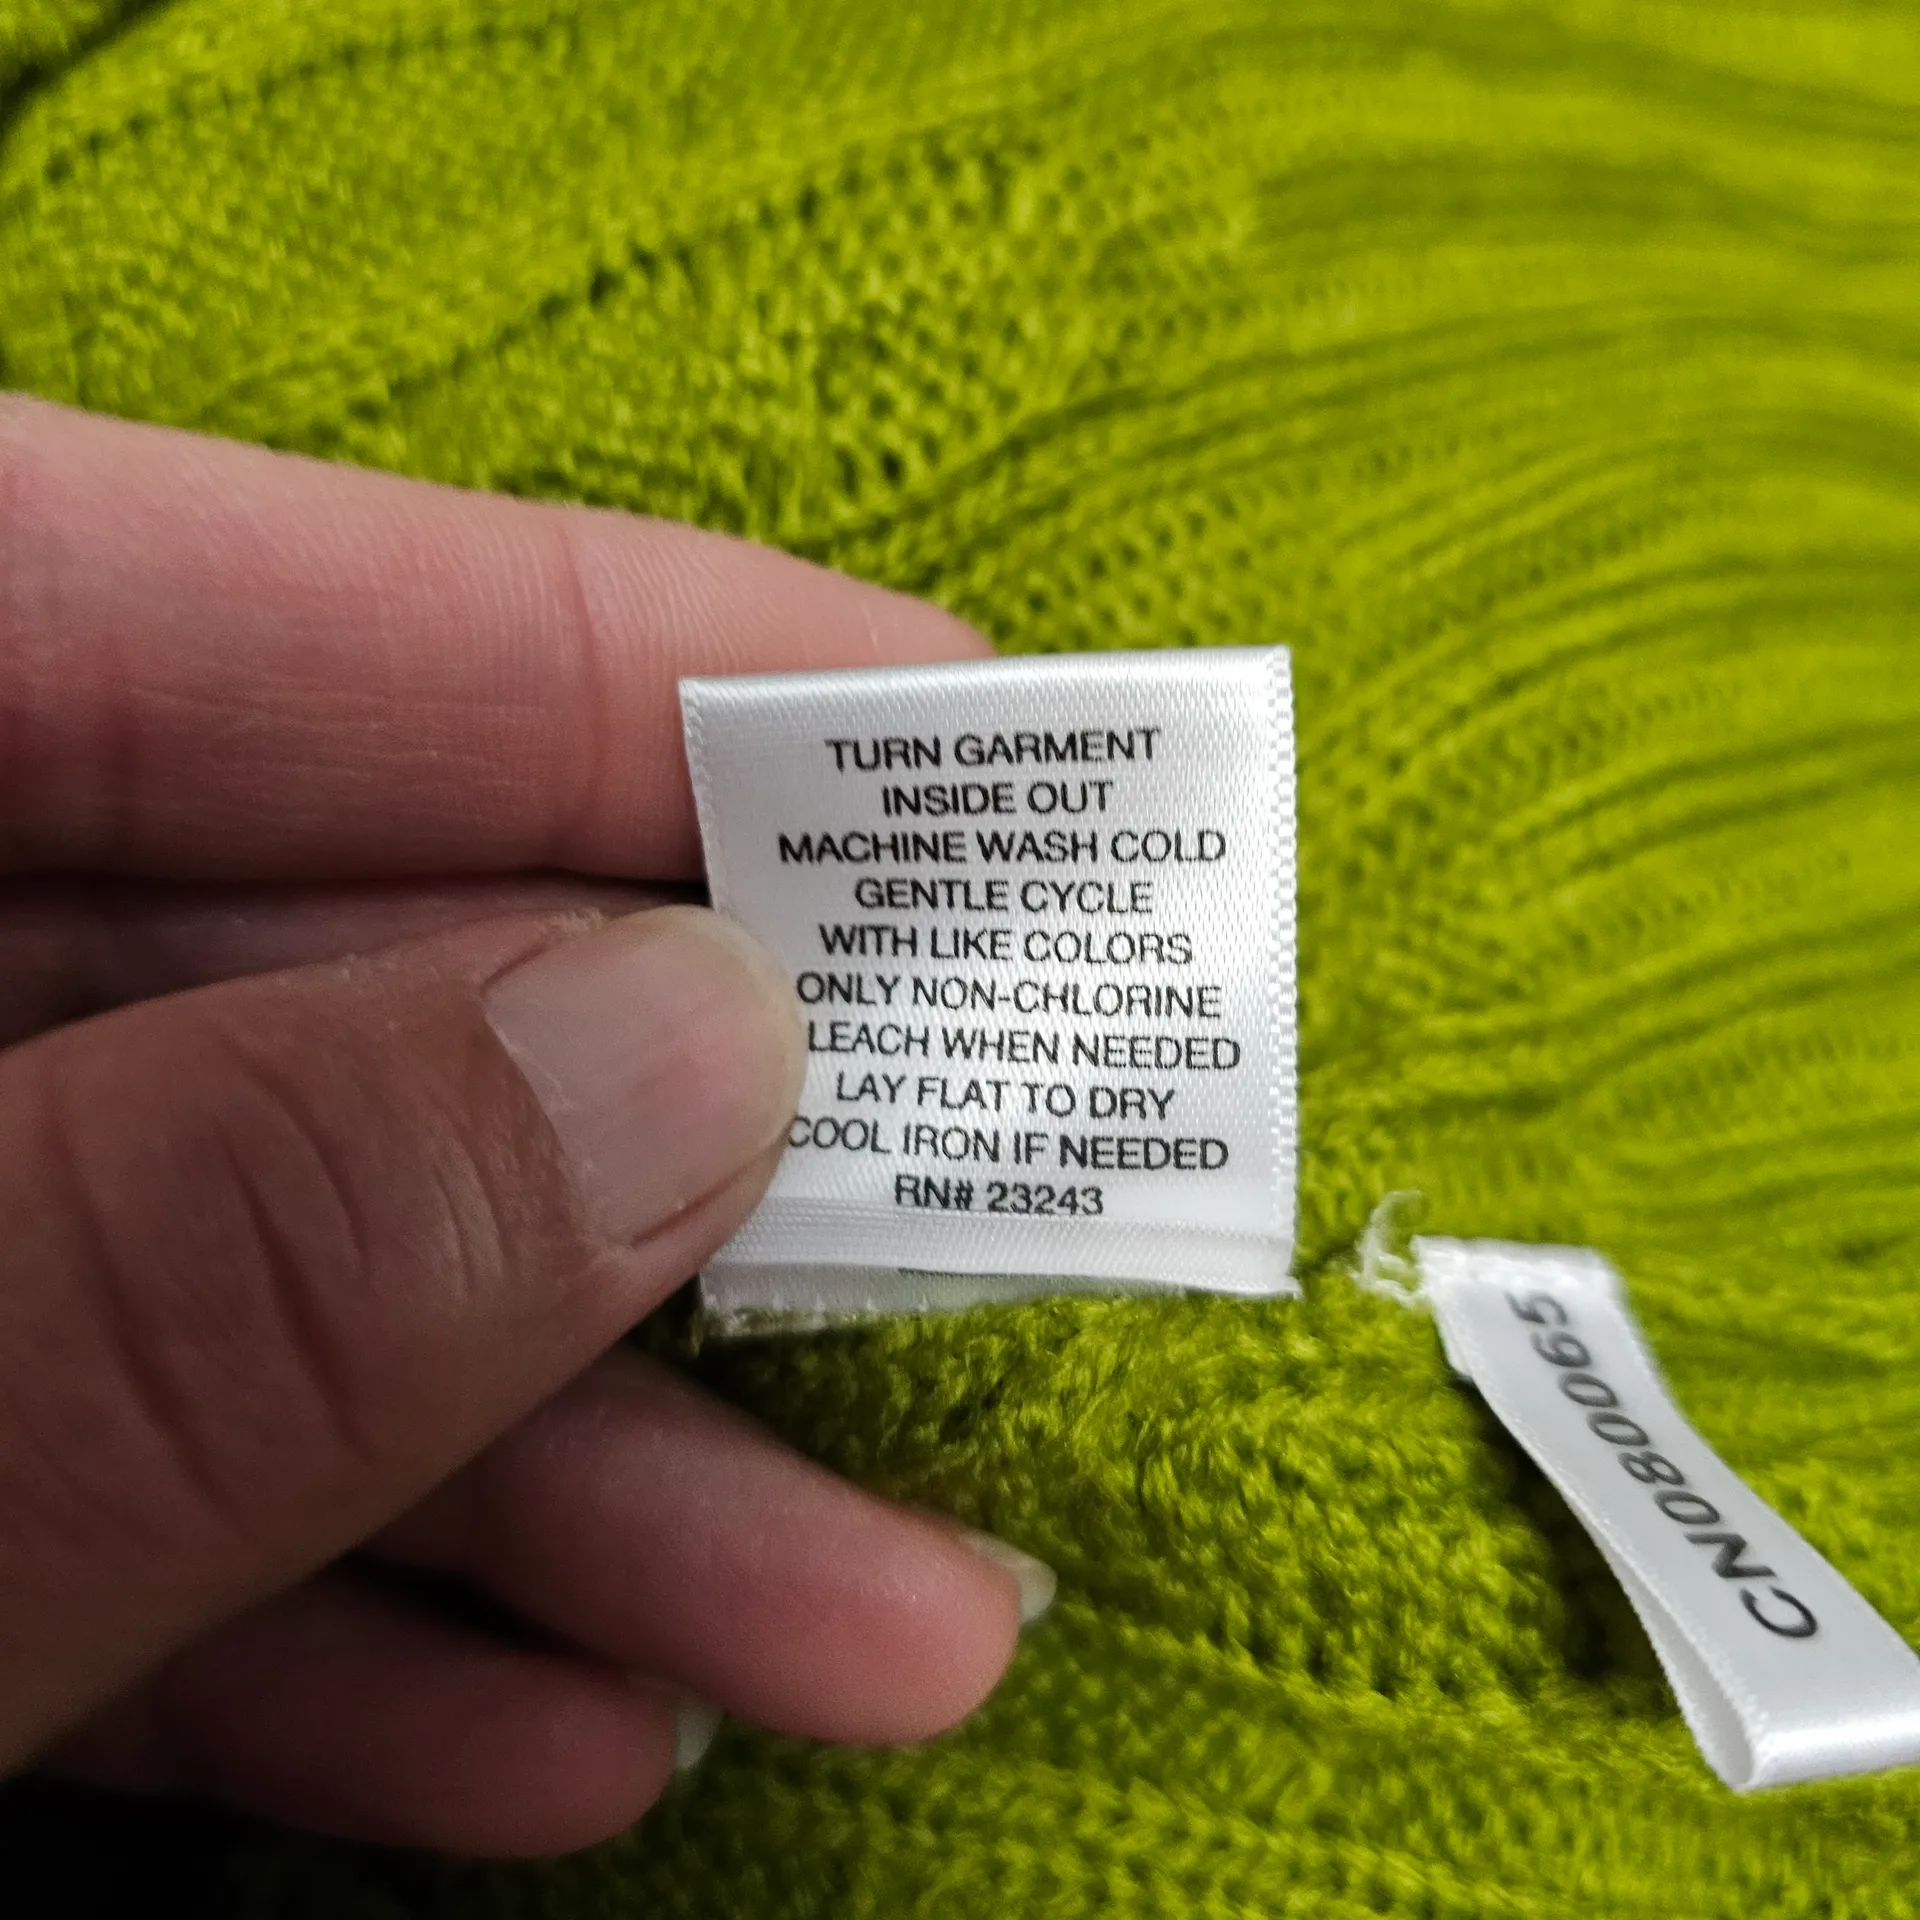 TURN GARMENT
INSIDE OUT
MACHINE WASH COLD
GENTLE CYCLE
WITH LIKE COLORS
ONLY NON-CHLORINE
LEACH WHEN NEEDED
LAY FLAT TO DRY
COOL IRON IF NEEDED
RN# 23243
CN080065